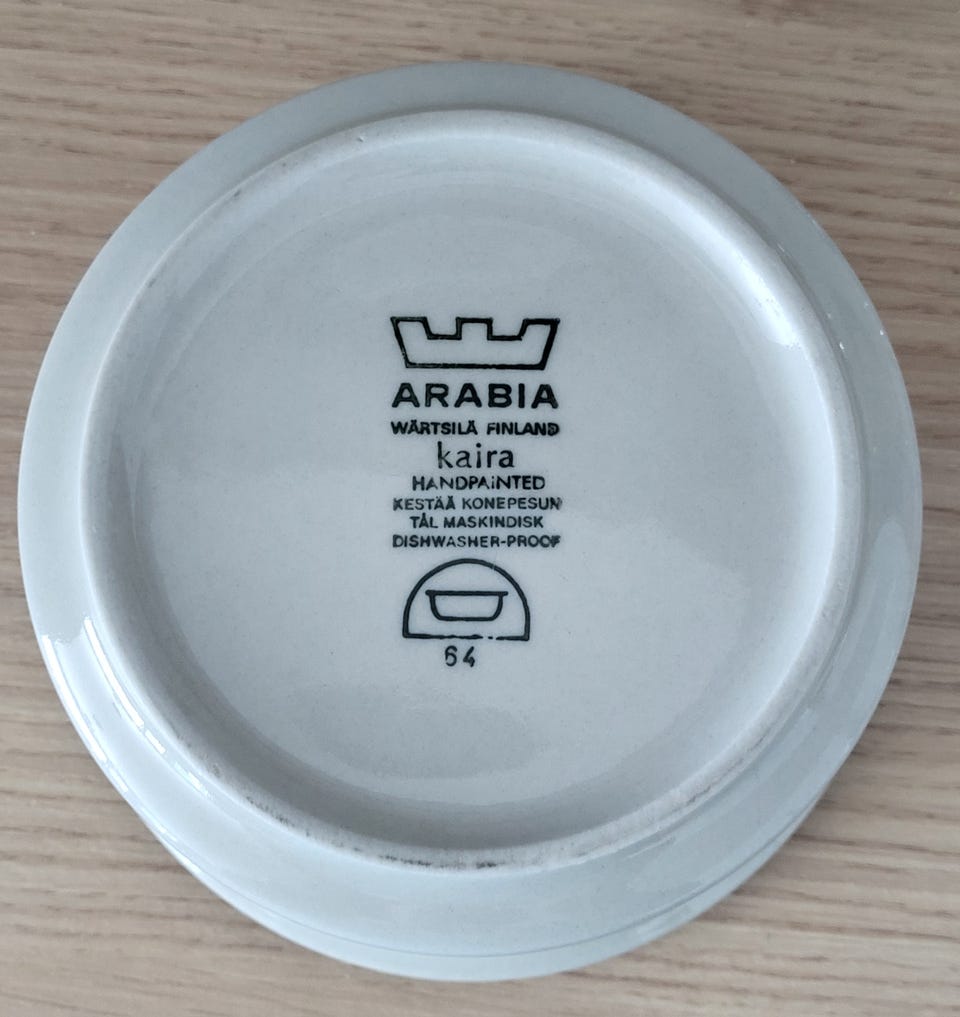 ARABIA
WÄRTSILÄ FINLAND
kaira
HANDPAINTED
KESTÄÄ KONEPESUN
TÅL MASKINDISK
DISHWASHER-PROOF
64